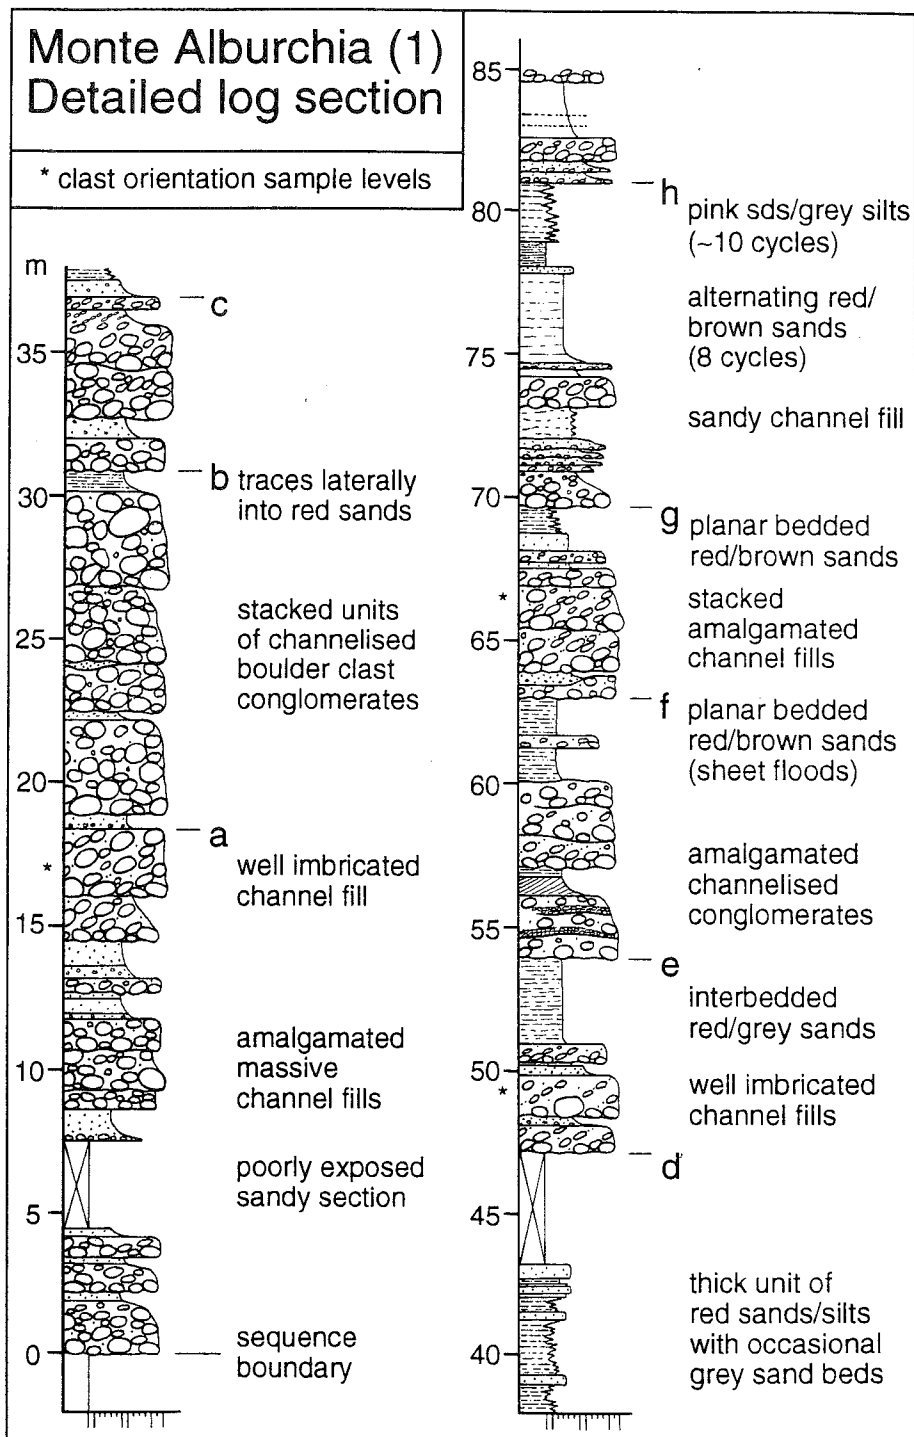 Monte Alburchia (1)
Detailed log section
* clast orientation sample levels
m
c
35
b traces laterally
into red sands
30
stacked units
of channelised
boulder clast
conglomerates
25
20
a
well imbricated
channel fill
*
15
amalgamated
massive
channel fills
10
poorly exposed
sandy section
5
sequence
boundary
0
85
h pink sds/grey silts
(~10 cycles)
80
alternating red/
brown sands
(8 cycles)
75
sandy channel fill
70
g planar bedded
red/brown sands
*
stacked
amalgamated
channel fills
65
f planar bedded
red/brown sands
(sheet floods)
60
amalgamated
channelised
conglomerates
55
e
interbedded
red/grey sands
50
*
well imbricated
channel fills
d
45
thick unit of
red sands/silts
with occasional
grey sand beds
40